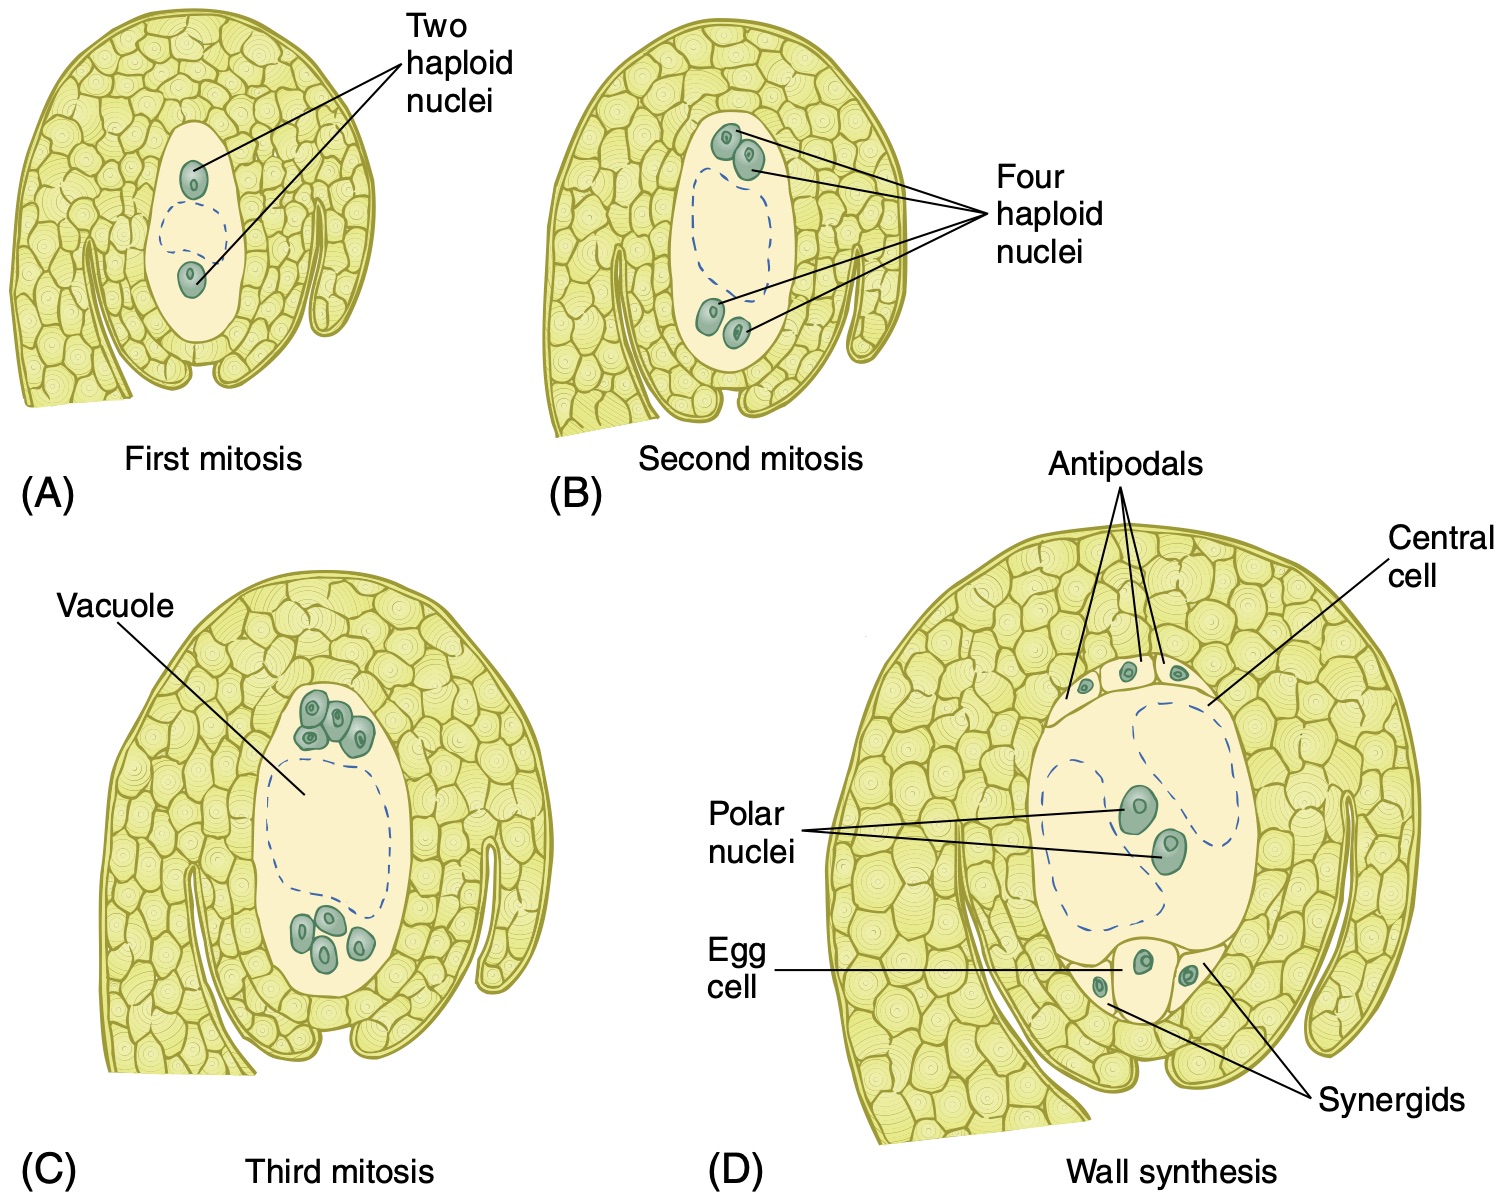 Two
haploid
nuclei
Four
haploid
nuclei
First mitosis
(A)
Second mitosis
(B)
Antipodals
Central
cell
Vacuole
Polar
nuclei
Egg
cell
Synergids
(C)
Third mitosis
(D)
Wall synthesis